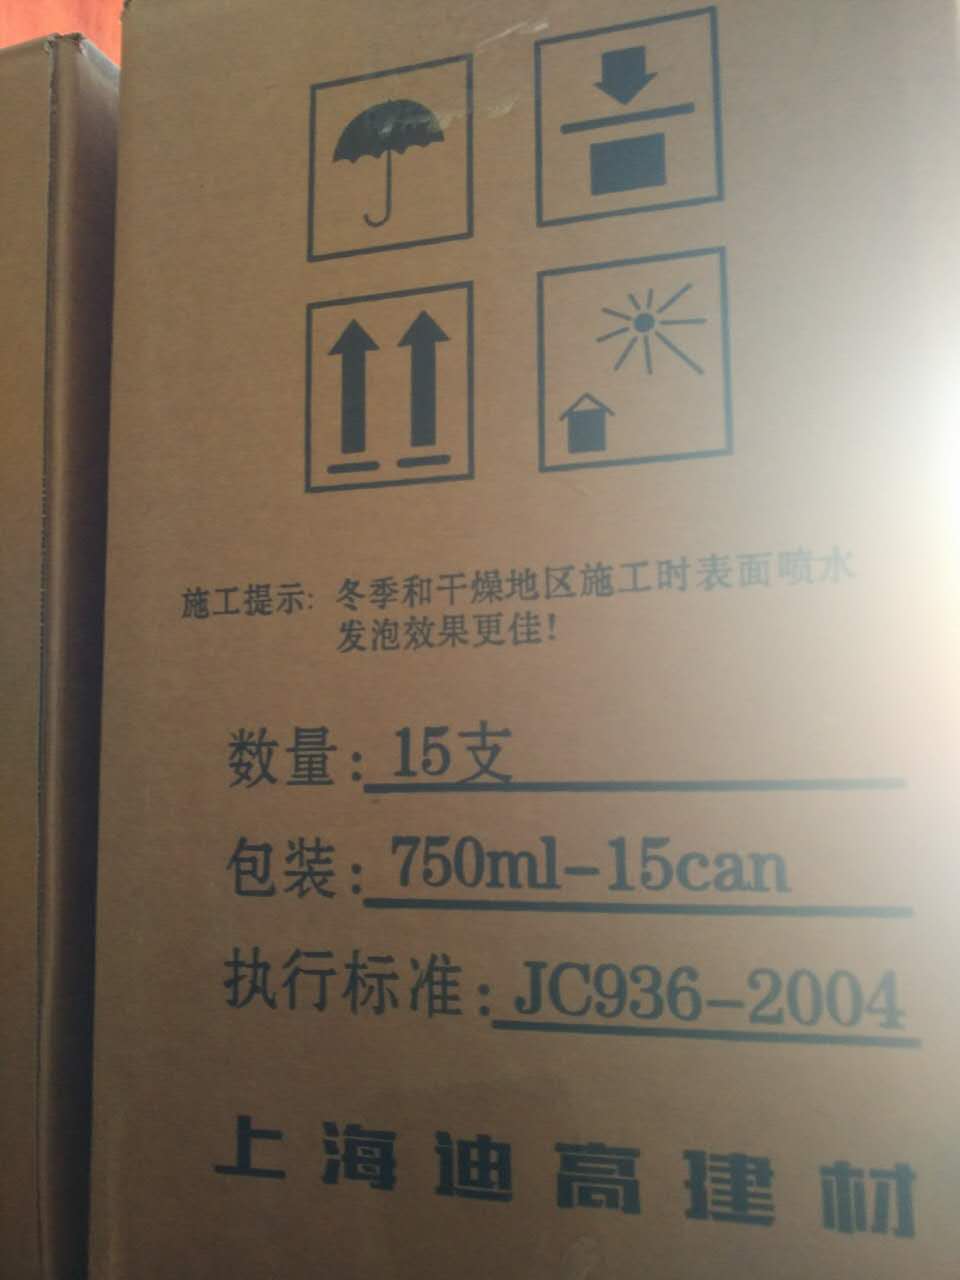 施工提示: 冬季和干燥地区施工时表面喷水
发泡效果更佳!
数量: 15支
包装: 750ml-15can
执行标准: JC936-2004
上海迪高建材